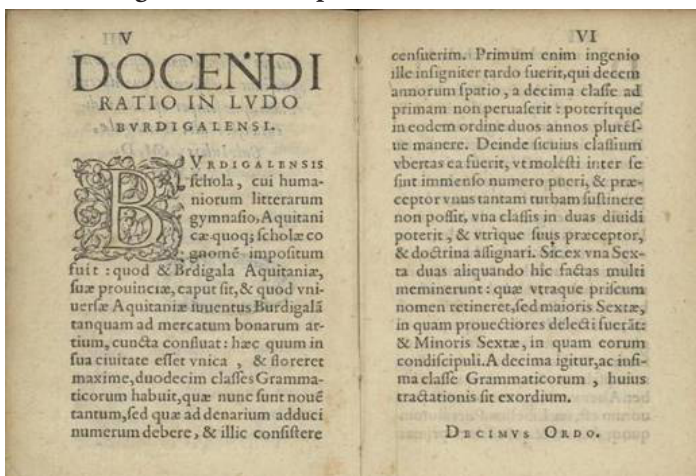 V
DOCENDI
RATIO IN LVDO
BVRDIGALENSI.
BVRDIGALENSIS
ſchola, cui huma-
niorum litterarum
gymnaſio, Aquitani
cæ quoq; ſcholæ co
gnomē impoſitum
fuit : quod & Brdigala Aquitaniæ,
ſuæ prouinciæ, caput ſit, & quod vni-
uerſæ Aquitaniæ iuuentus Burdigalā
tanquam ad mercatum bonarum ar-
tium, cuncta confluat: hæc quum in
ſua ciuitate eſſet vnica , & floreret
maxime, duodecim claſſes Gramma-
ticorum habuit, quæ nunc ſunt nouē
tantum, ſed quæ ad denarium adduci
numerum debere, & illic conſiſtere
VI
cenſuerim. Primum enim ingenio
ille inſigniter tardo fuerit, qui decem
annorum ſpatio , a decima claſſe ad
primam non peruaſerit : poteritque
in eodem ordine duos annos plureſ-
ue manere. Deinde ſicuius claſſium
vbertas ea fuerit, vt moleſti inter ſe
ſint immenſo numero pueri, & præ-
ceptor vnus tantam turbam ſuſtinere
non poſſit, vna claſſis in duas diuidi
poterit , & vtrique ſuus præceptor,
& doctrina aſſignari. Sic ex vna Sex-
ta duas aliquando hic factas multi
meminerunt : quæ vtraque priſcum
nomen retineret, ſed maioris Sextæ,
in quam prouectiores delecti fuerāt:
& Minoris Sextæ, in quam eorum
condiſcipuli. A decima igitur, ac infi-
ma claſſe Grammaticorum , huius
tractationis ſit exordium.
DECIMVS ORDO.